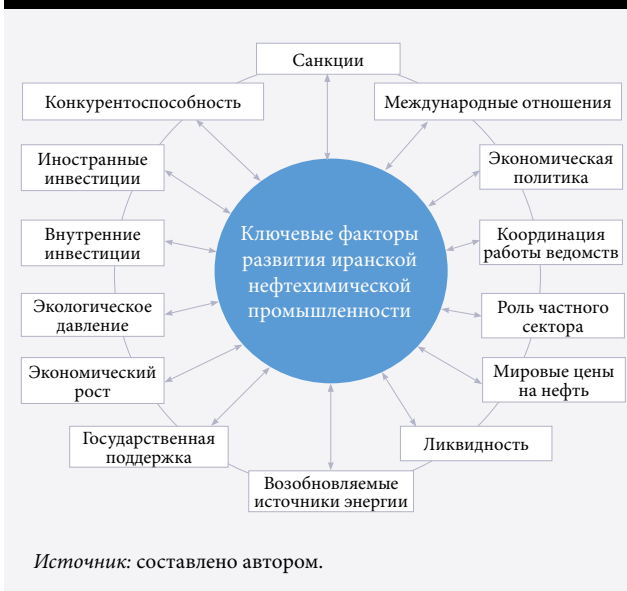 Санкции
Конкурентоспособность
Международные отношения
Иностранные
инвестиции
Экономическая
политика
Внутренние
инвестиции
Ключевые факторы
развития иранской
нефтехимической
промышленности
Координация
работы ведомств
Экологическое
давление
Роль частного
сектора
Экономический
рост
Мировые цены
на нефть
Государственная
поддержка
Ликвидность
Возобновляемые
источники энергии
Источник: составлено автором.